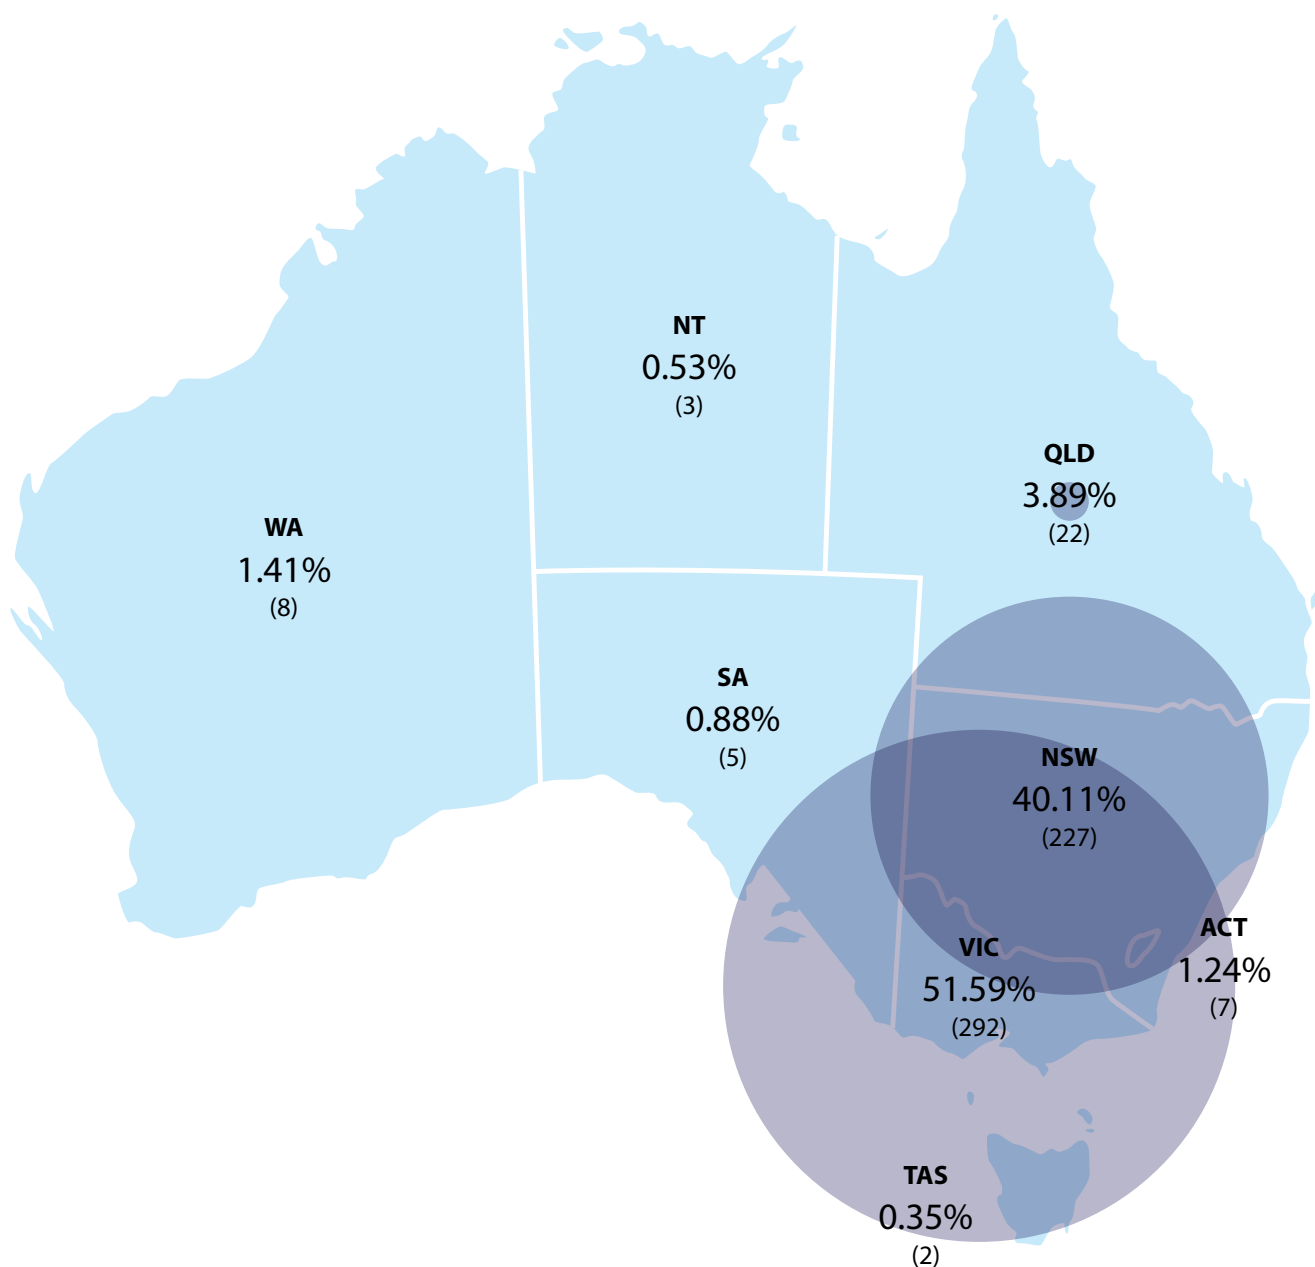 NT
0.53%
(3)
QLD
3.89%
(22)
WA
1.41%
(8)
SA
0.88%
(5)
NSW
40.11%
(227)
VIC
51.59%
(292)
ACT
1.24%
(7)
TAS
0.35%
(2)